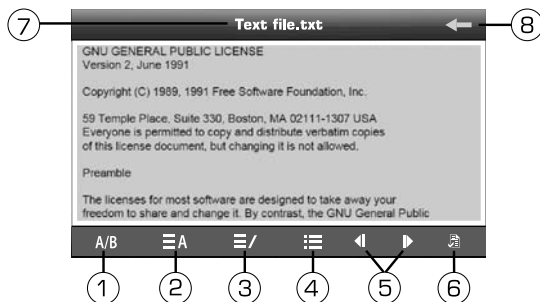 7
Text file.txt
8
GNU GENERAL PUBLIC LICENSE
Version 2, June 1991
Copyright (C) 1989, 1991 Free Software Foundation, Inc.
59 Temple Place, Suite 330, Boston, MA 02111-1307 USA
Everyone is permitted to copy and distribute verbatim copies
of this license document, but changing it is not allowed.
Preamble
The licenses for most software are designed to take away your
freedom to share and change it. By contrast, the GNU General Public
A/B A
1 2 3 4 5 6